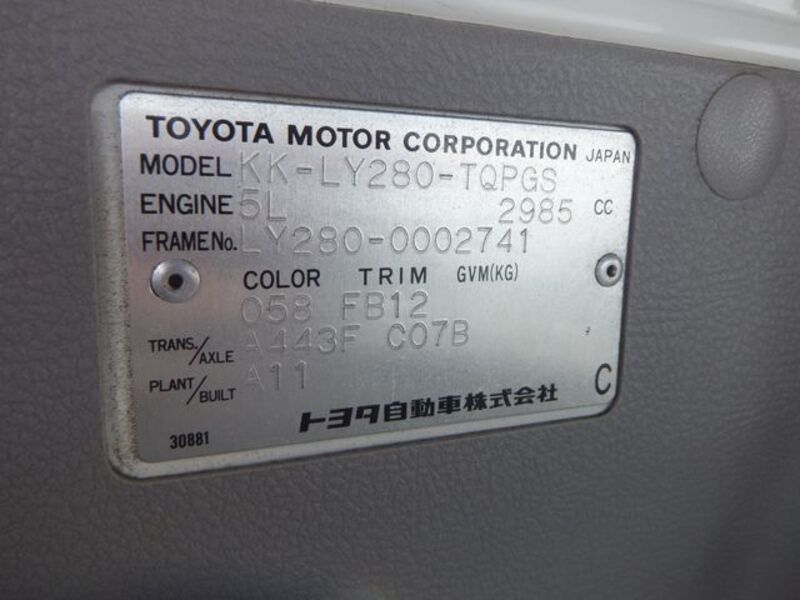 TOYOTA MOTOR CORPORATION JAPAN
MODEL KK-LY280-TQPGS
ENGINE 5L 2985 CC
FRAME No. LY280-0002741
COLOR TRIM GVM(KG)
058 FB12
TRANS./AXLE A443F C07B
PLANT/BUILT A11
C
トヨタ自動車株式会社
30881